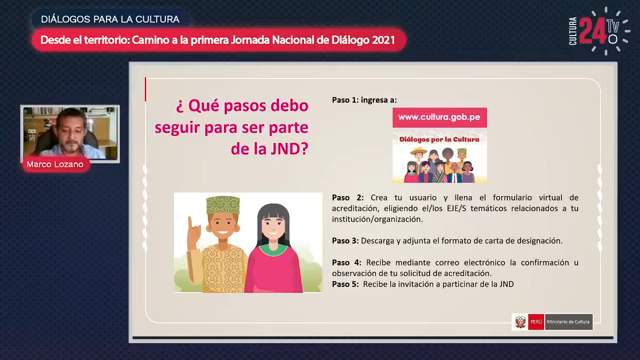 DIÁLOGOS PARA LA CULTURA
Desde el territorio: Camino a la primera Jornada Nacional de Diálogo 2021
CULTURA
24
TV
Marco Lozano
¿ Qué pasos debo
seguir para ser parte
de la JND?
Paso 1: ingresa a:
www.cultura.gob.pe
Diálogos por la Cultura
Paso 2: Crea tu usuario y llena el formulario virtual de
acreditación, eligiendo el/los EJE/S temáticos relacionados a tu
institución/organización.
Paso 3: Descarga y adjunta el formato de carta de designación.
Paso 4: Recibe mediante correo electrónico la confirmación u
observación de tu solicitud de acreditación.
Paso 5: Recibe la invitación a participar de la JND
PERÚ
Ministerio de Cultura